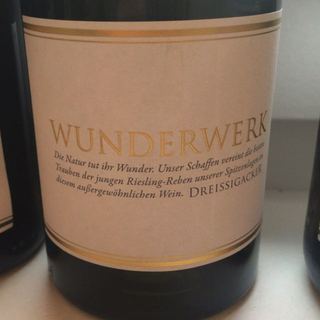 WUNDERWERK
Die Natur tut ihr Wunder. Unser Schaffen vereint die besten
Trauben der jungen Riesling-Reben unserer Spitzenlagen zu
diesem außergewöhnlichen Wein. DREISSIGACKER